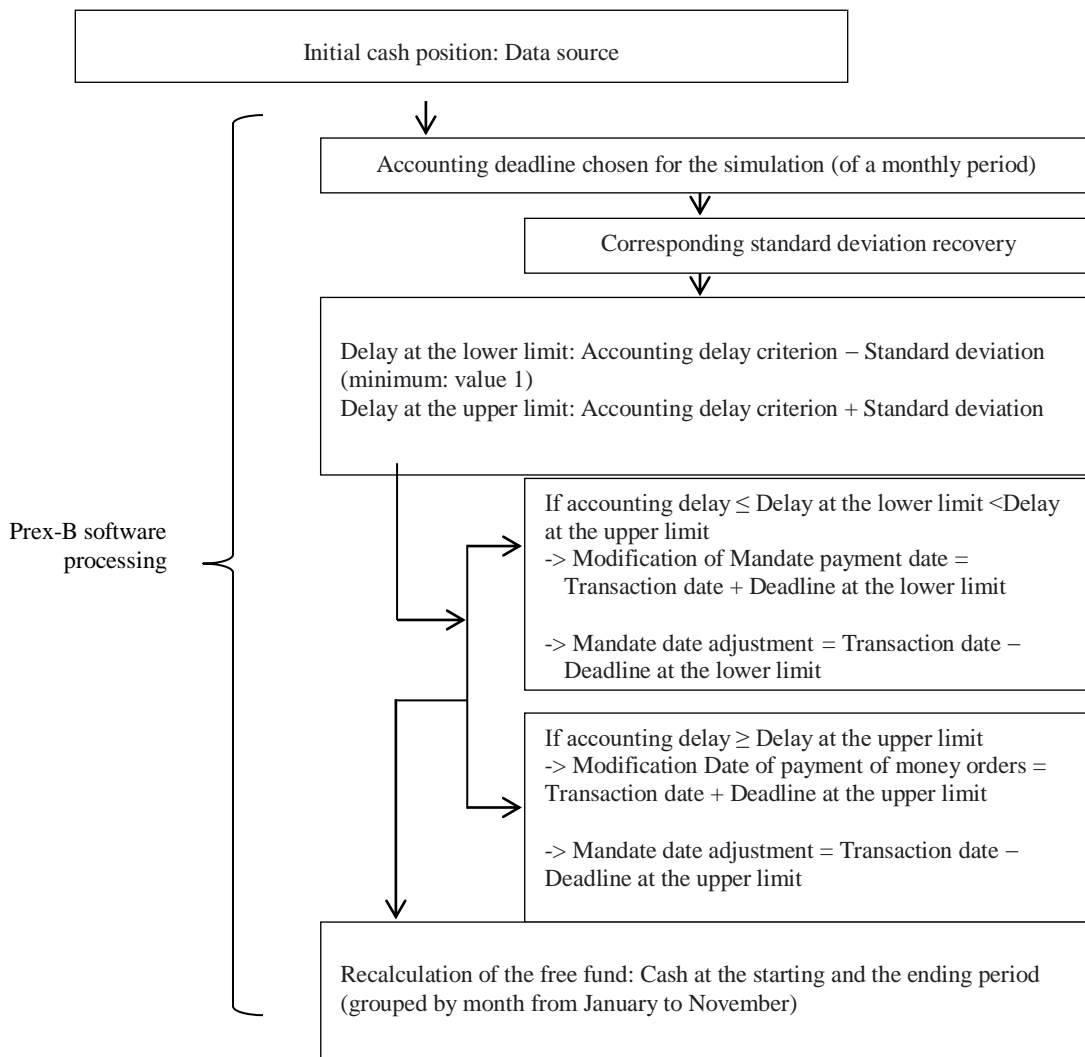 Initial cash position: Data source
Accounting deadline chosen for the simulation (of a monthly period)
Corresponding standard deviation recovery
Delay at the lower limit: Accounting delay criterion – Standard deviation
(minimum: value 1)
Delay at the upper limit: Accounting delay criterion + Standard deviation
Prex-B software
processing
If accounting delay ≤ Delay at the lower limit <Delay
at the upper limit
-> Modification of Mandate payment date =
Transaction date + Deadline at the lower limit
-> Mandate date adjustment = Transaction date –
Deadline at the lower limit
If accounting delay ≥ Delay at the upper limit
-> Modification Date of payment of money orders =
Transaction date + Deadline at the upper limit
-> Mandate date adjustment = Transaction date –
Deadline at the upper limit
Recalculation of the free fund: Cash at the starting and the ending period
(grouped by month from January to November)